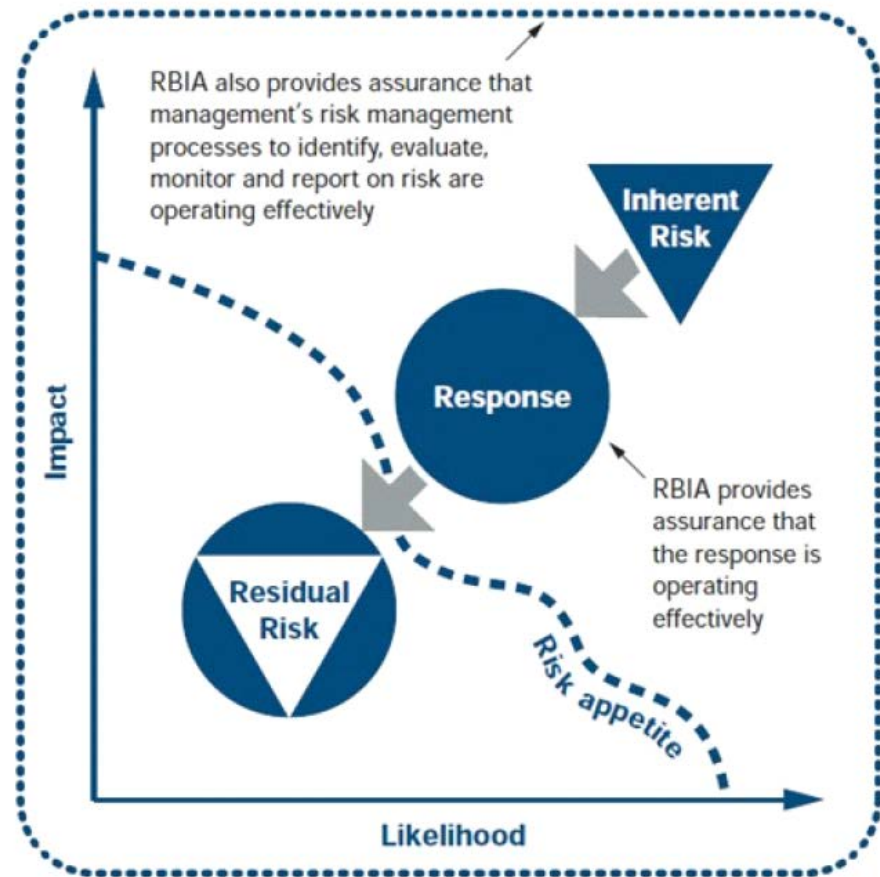 RBIA also provides assurance that
management's risk management
processes to identify, evaluate,
monitor and report on risk are
operating effectively
Inherent
Risk
Response
Impact
RBIA provides
assurance that
the response is
operating
effectively
Residual
Risk
Risk appetite
Likelihood